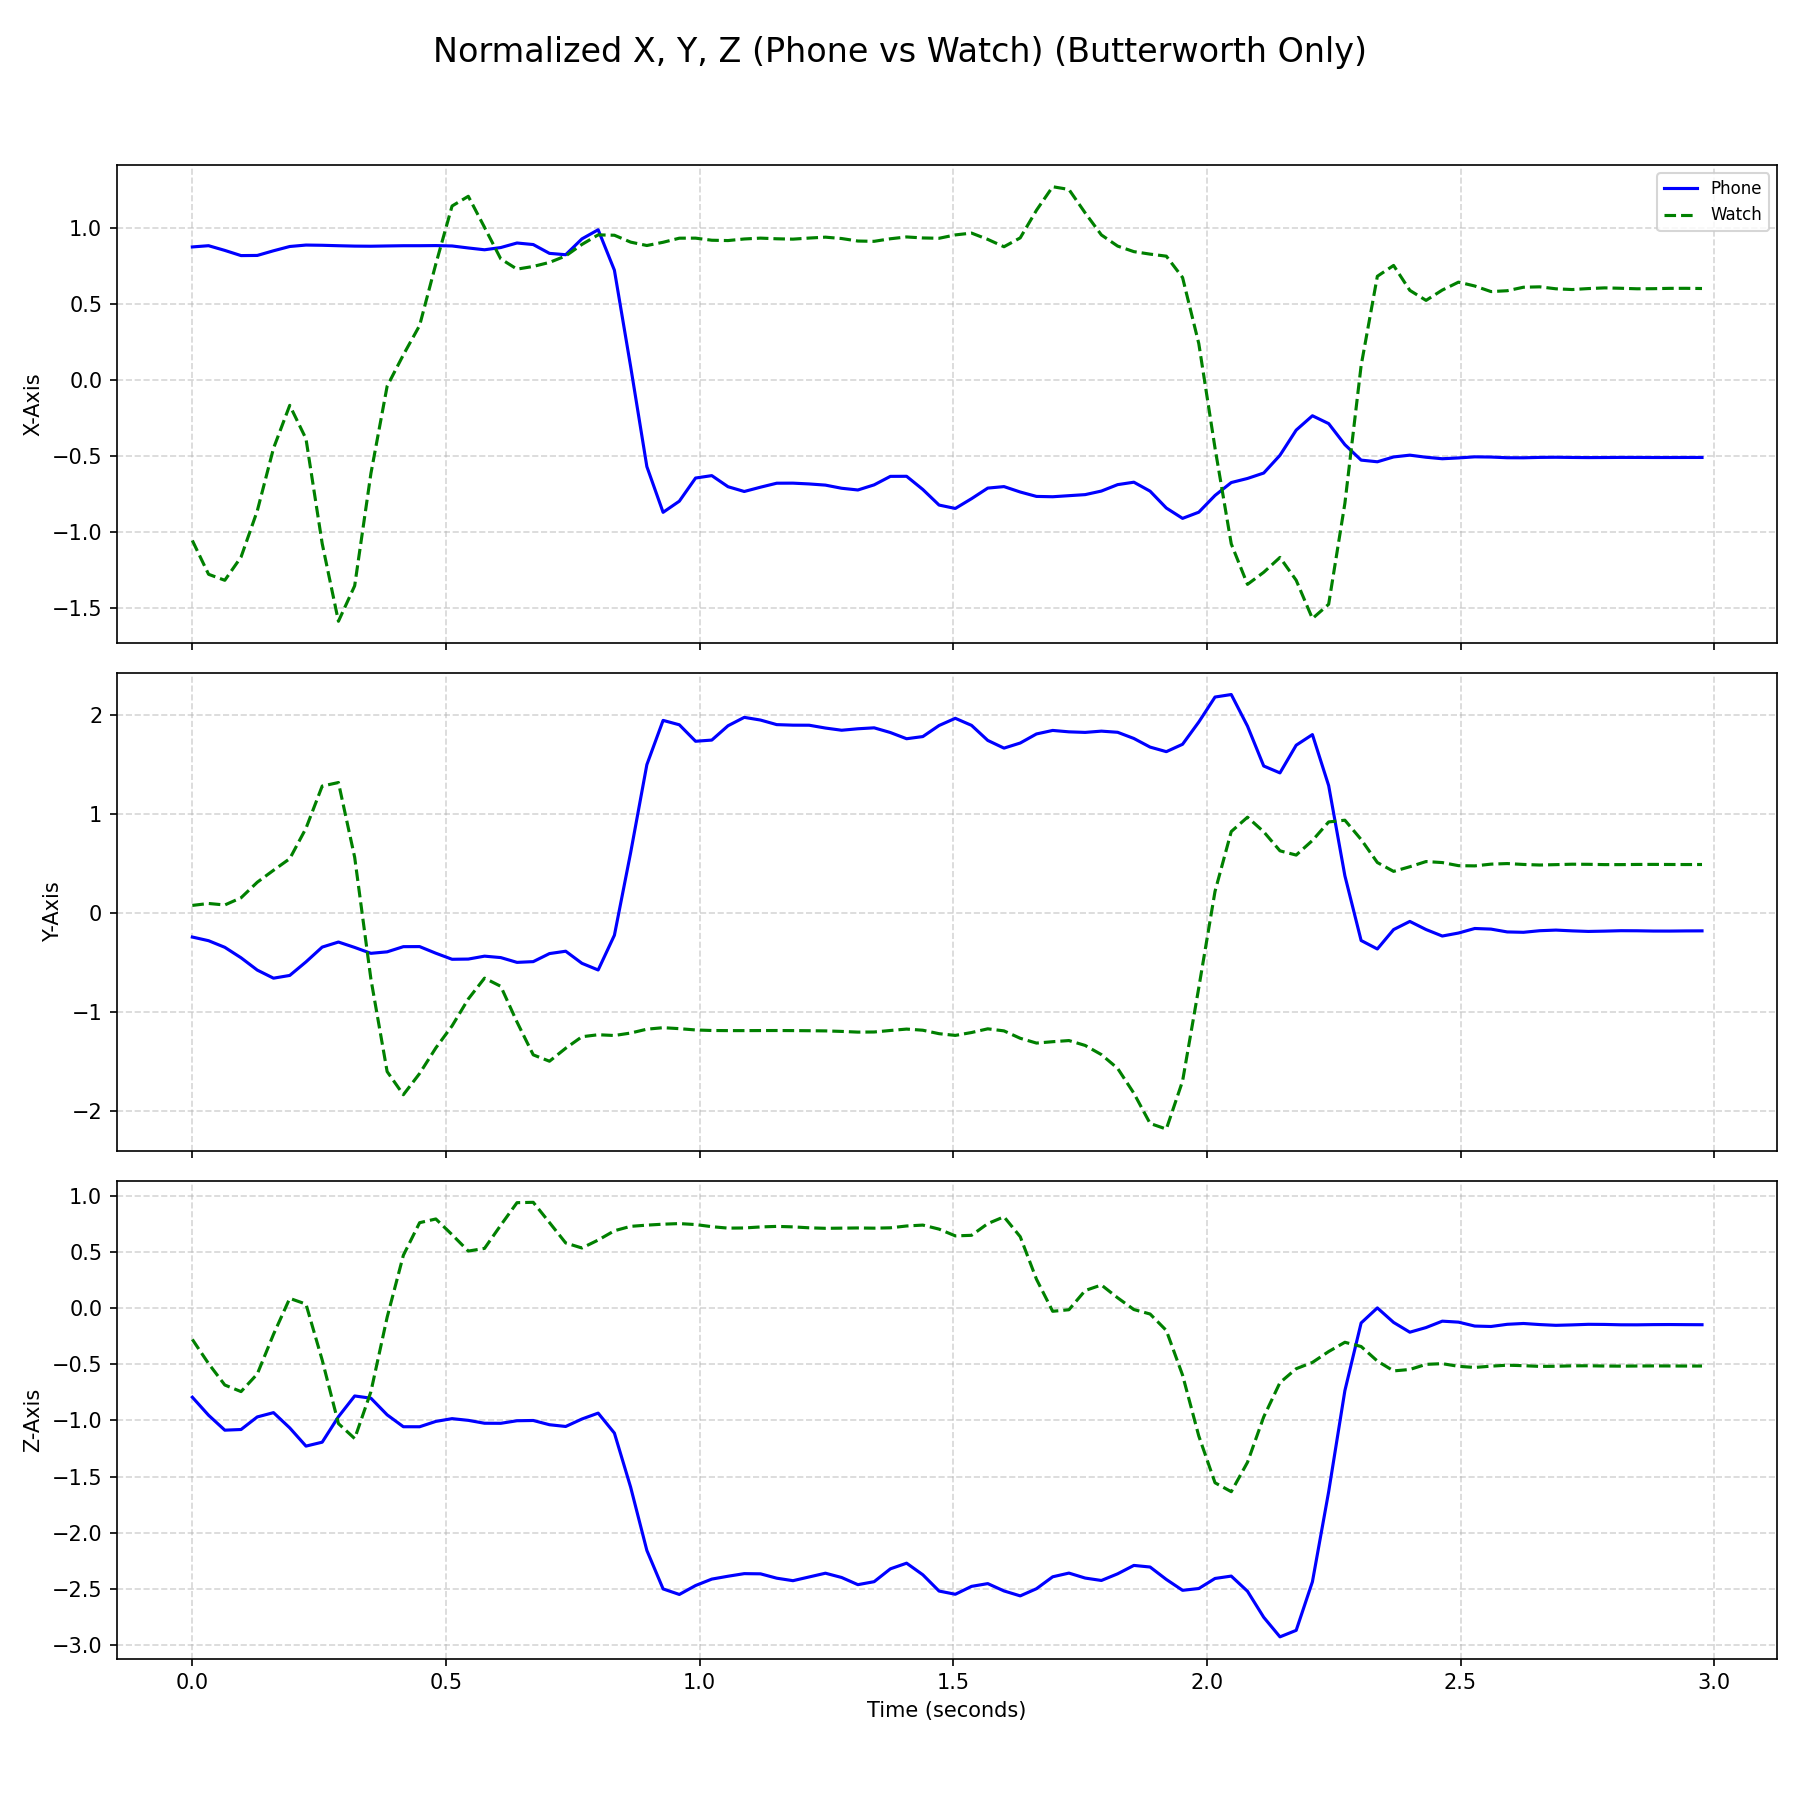 Normalized X, Y, Z (Phone vs Watch) (Butterworth Only)
Phone
Watch
1.0
0.5
0.0
−0.5
−1.0
−1.5
X-Axis
2
1
0
−1
−2
Y-Axis
1.0
0.5
0.0
−0.5
−1.0
−1.5
−2.0
−2.5
−3.0
Z-Axis
0.0 0.5 1.0 1.5 2.0 2.5 3.0
Time (seconds)